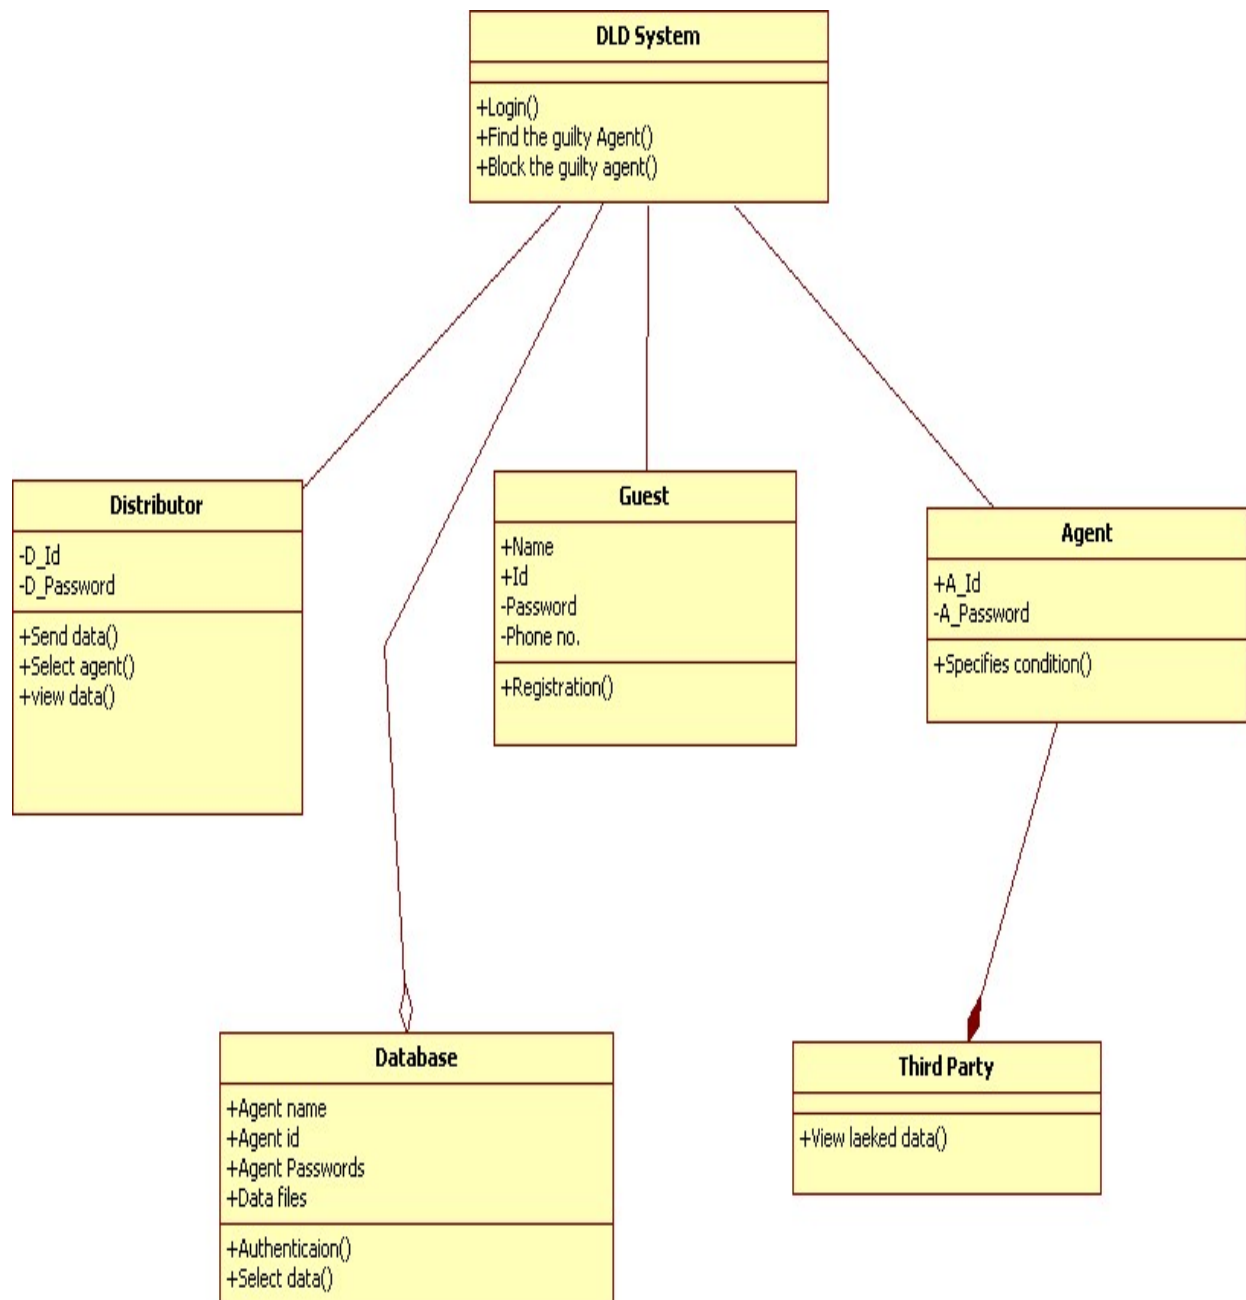 DLD System
+Login()
+Find the guilty Agent()
+Block the guilty agent()
Distributor
-D_Id
-D_Password
+Send data()
+Select agent()
+view data()
Guest
+Name
+Id
-Password
-Phone no.
+Registration()
Agent
+A_Id
-A_Password
+Specifies condition()
Database
+Agent name
+Agent id
+Agent Passwords
+Data files
+Authenticaion()
+Select data()
Third Party
+View laeked data()